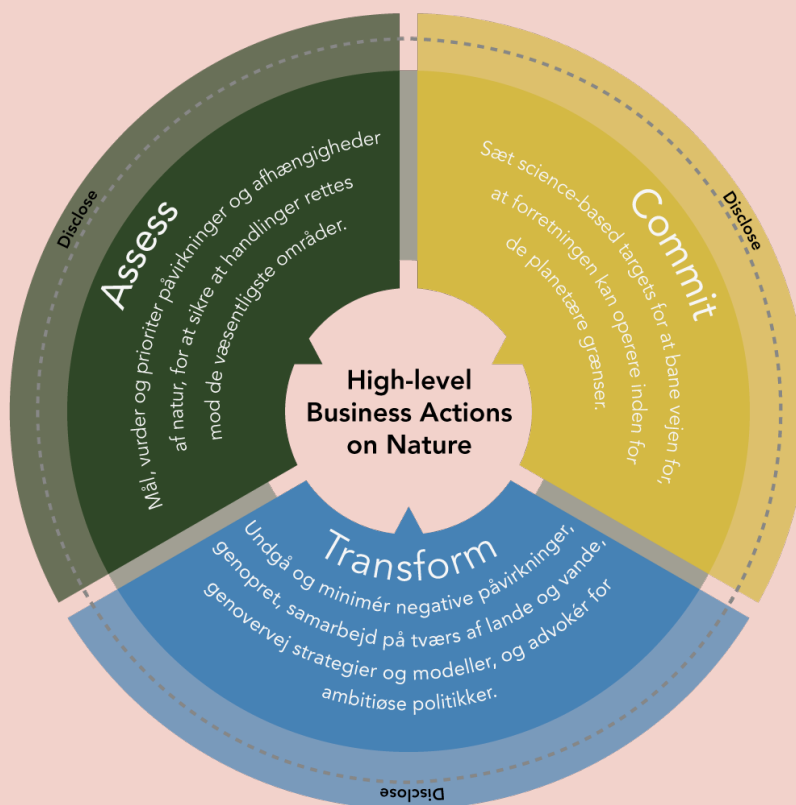 Disclose
Assess
Mål, vurder og prioriter påvirkninger og afhængigheder
af natur, for at sikre at handlinger rettes
mod de væsentligste områder.
Disclose
Commit
Sæt science-based targets for at bane vejen for,
at forretningen kan operere inden for
de planetære grænser.
High-level
Business Actions
on Nature
Transform
Undgå og minimér negative påvirkninger,
genopret, samarbejd på tværs af lande og vande,
genovervej strategier og modeller, og advokér for
ambitiøse politikker.
Disclose